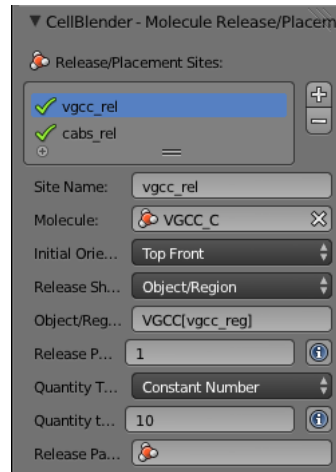 CellBlender - Molecule Release/Placem
Release/Placement Sites:
vgcc_rel
cabs_rel
Site Name: vgcc_rel
Molecule: VGCC_C
Initial Orie... Top Front
Release Sh... Object/Region
Object/Reg... VGCC[vgcc_reg]
Release P... 1
Quantity T... Constant Number
Quantity t... 10
Release Pa...